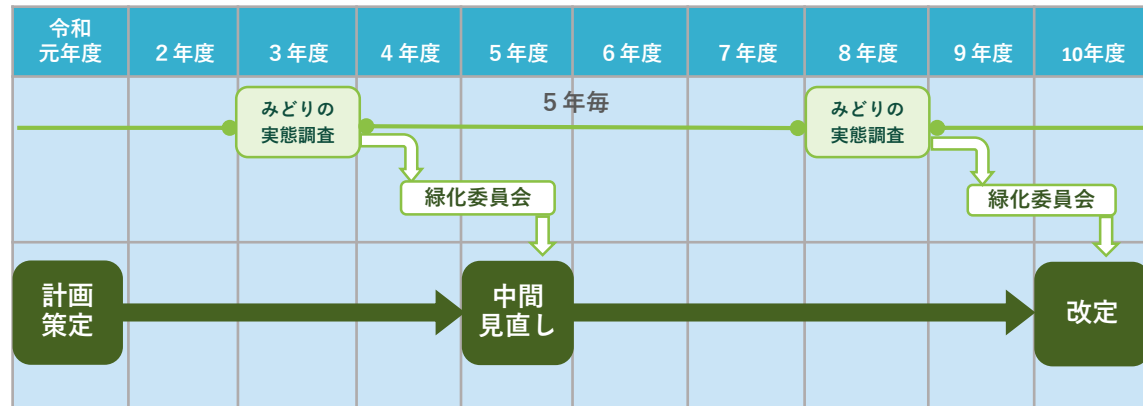 令和
元年度
２年度
３年度
４年度
５年度
６年度
７年度
８年度
９年度
10年度
５年毎
みどりの
実態調査
みどりの
実態調査
緑化委員会
緑化委員会
計画
策定
中間
見直し
改定